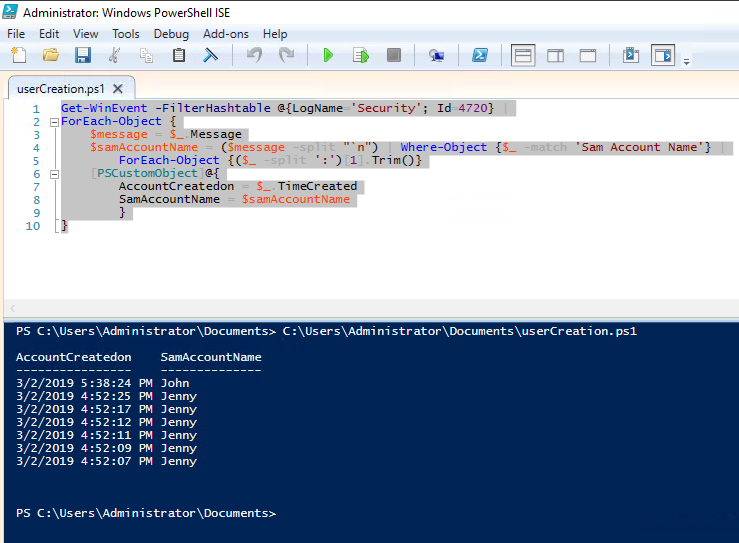 Administrator: Windows PowerShell ISE
File Edit View Tools Debug Add-ons Help
userCreation.ps1 X
1 Get-WinEvent -FilterHashtable @{LogName='Security'; Id=4720} |
2 ForEach-Object {
3 $message = $_.Message
4 $samAccountName = ($message -split "`n") | Where-Object {$_ -match 'Sam Account Name'} |
5 ForEach-Object {($_ -split ':')[1].Trim()}
6 [PSCustomObject]@{
7 AccountCreatedon = $_.TimeCreated
8 SamAccountName = $samAccountName
9 }
10 }
PS C:\Users\Administrator\Documents> C:\Users\Administrator\Documents\userCreation.ps1
AccountCreatedon SamAccountName
---------------- --------------
3/2/2019 5:38:24 PM John
3/2/2019 4:52:25 PM Jenny
3/2/2019 4:52:17 PM Jenny
3/2/2019 4:52:12 PM Jenny
3/2/2019 4:52:11 PM Jenny
3/2/2019 4:52:09 PM Jenny
3/2/2019 4:52:07 PM Jenny
PS C:\Users\Administrator\Documents>